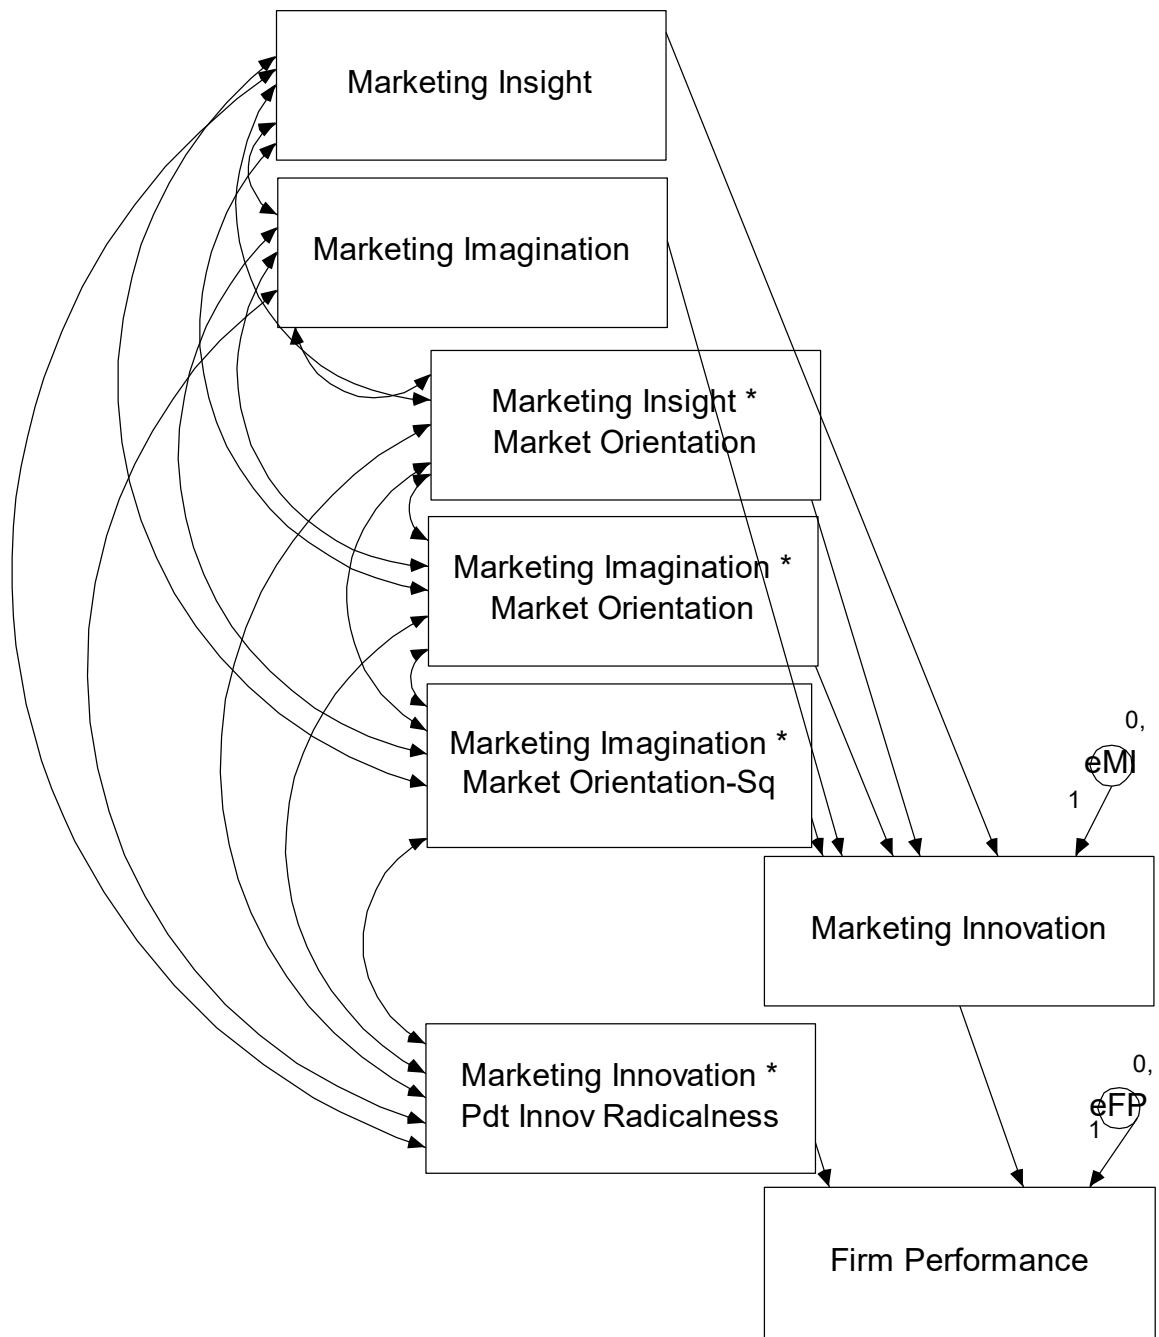 Marketing Insight
Marketing Imagination
Marketing Insight *
Market Orientation
Marketing Imagination *
Market Orientation
Marketing Imagination *
Market Orientation-Sq
0,
eMI
1
Marketing Innovation
Marketing Innovation *
Pdt Innov Radicalness
0,
eFP
1
Firm Performance